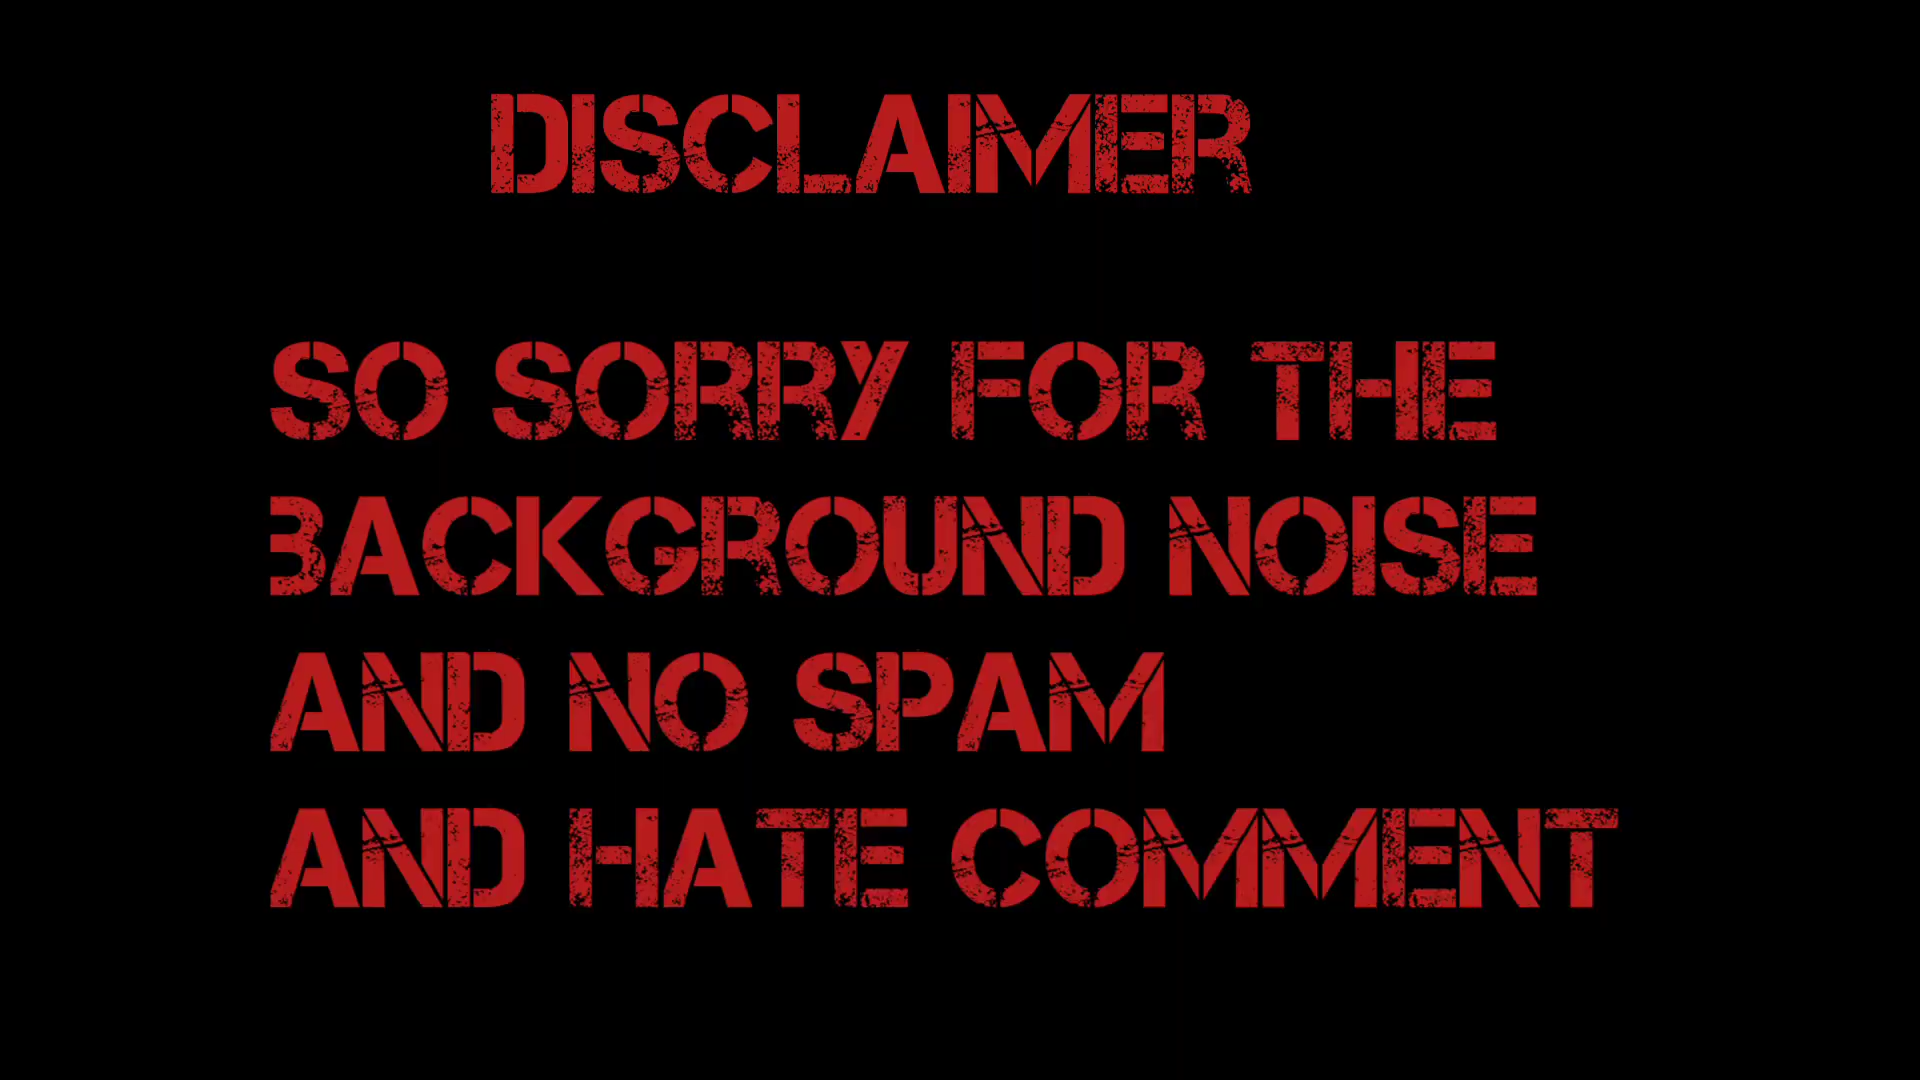 DISCLAIMER
SO SORRY FOR THE
BACKGROUND NOISE
AND NO SPAM
AND HATE COMMENT